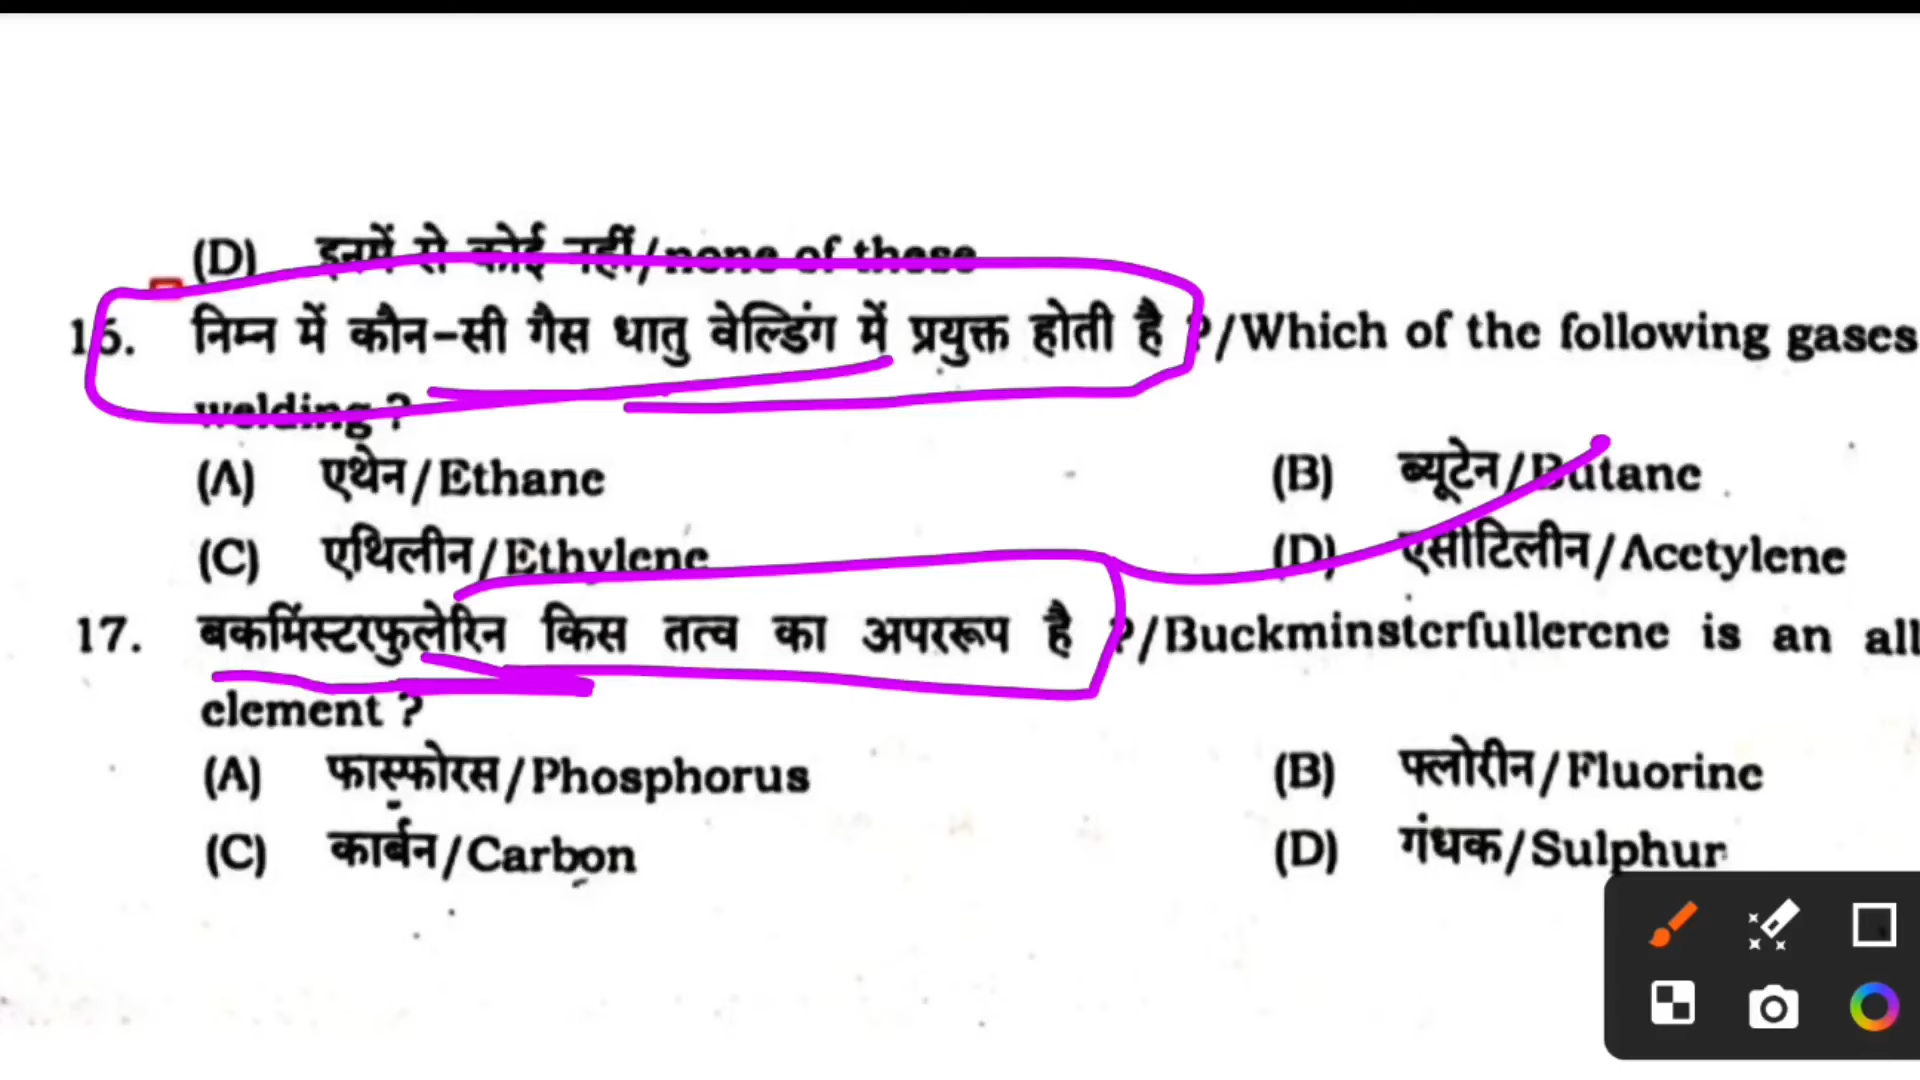 (D) इनमें से कोई नहीं/none of these
16. निम्न में कौन-सी गैस धातु वेल्डिंग में प्रयुक्त होती है ?/Which of the following gases
welding ?
(A) एथेन/Ethane (B) ब्यूटेन/Butane
(C) एथिलीन/Ethylene (D) एसीटिलीन/Acetylene
17. बकमिंस्टरफुलेरिन किस तत्व का अपररूप है ?/Buckminsterfullerene is an all
element ?
(A) फास्फोरस/Phosphorus (B) फ्लोरीन/Fluorine
(C) कार्बन/Carbon (D) गंधक/Sulphur